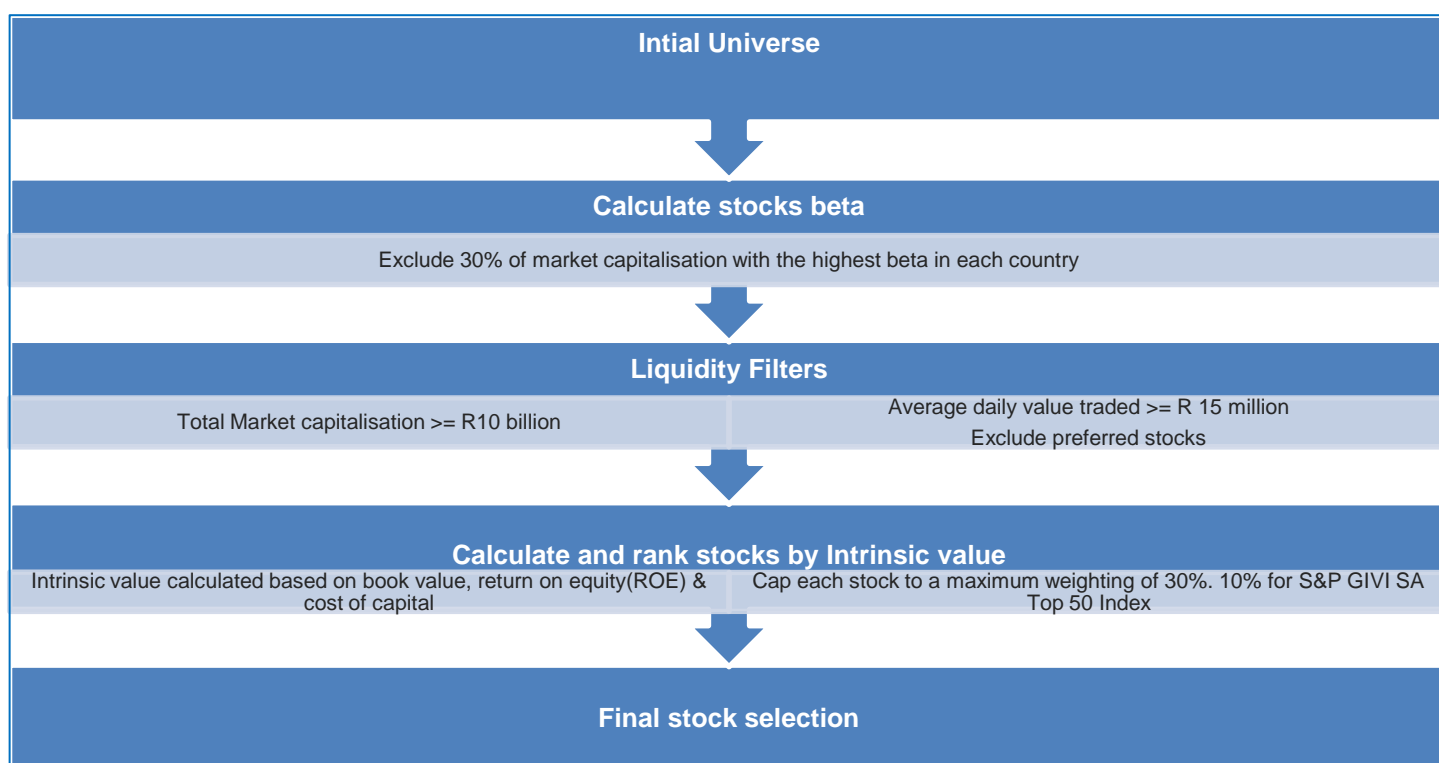 Intial Universe
Calculate stocks beta
Exclude 30% of market capitalisation with the highest beta in each country
Liquidity Filters
Total Market capitalisation >= R10 billion
Average daily value traded >= R 15 million
Exclude preferred stocks
Calculate and rank stocks by Intrinsic value
Intrinsic value calculated based on book value, return on equity(ROE) &
cost of capital
Cap each stock to a maximum weighting of 30%. 10% for S&P GIVI SA
Top 50 Index
Final stock selection